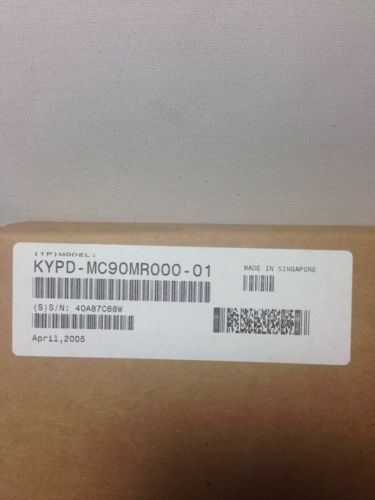 (1P)MODEL:
KYPD-MC90MR000-01
MADE IN SINGAPORE
(S)S/N: 40A87C68W
April,2005